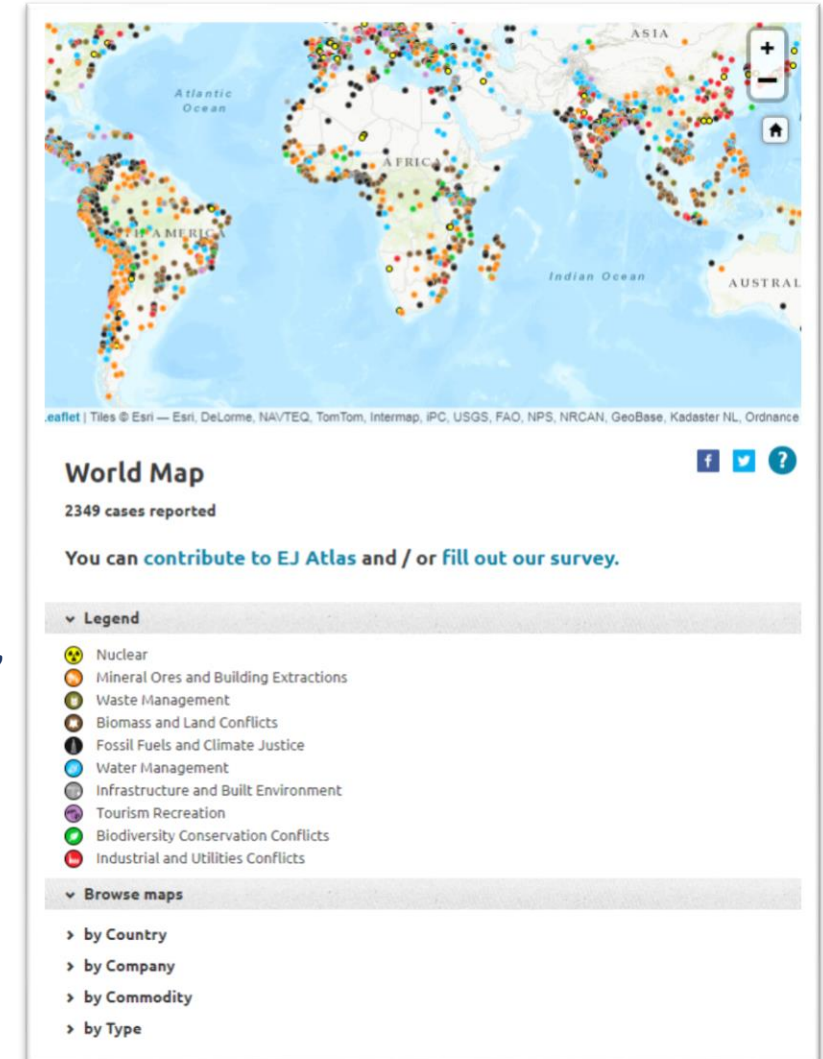 ASIA
Atlantic
Ocean
AFRICA
AMERICA
Indian Ocean
AUSTRAL
+
−
eaflet | Tiles © Esri — Esri, DeLorme, NAVTEQ, TomTom, Intermap, iPC, USGS, FAO, NPS, NRCAN, GeoBase, Kadaster NL, Ordnance
World Map
f
?
2349 cases reported
You can contribute to EJ Atlas and / or fill out our survey.
Legend
Nuclear
Mineral Ores and Building Extractions
Waste Management
Biomass and Land Conflicts
Fossil Fuels and Climate Justice
Water Management
Infrastructure and Built Environment
Tourism Recreation
Biodiversity Conservation Conflicts
Industrial and Utilities Conflicts
Browse maps
> by Country
> by Company
> by Commodity
> by Type